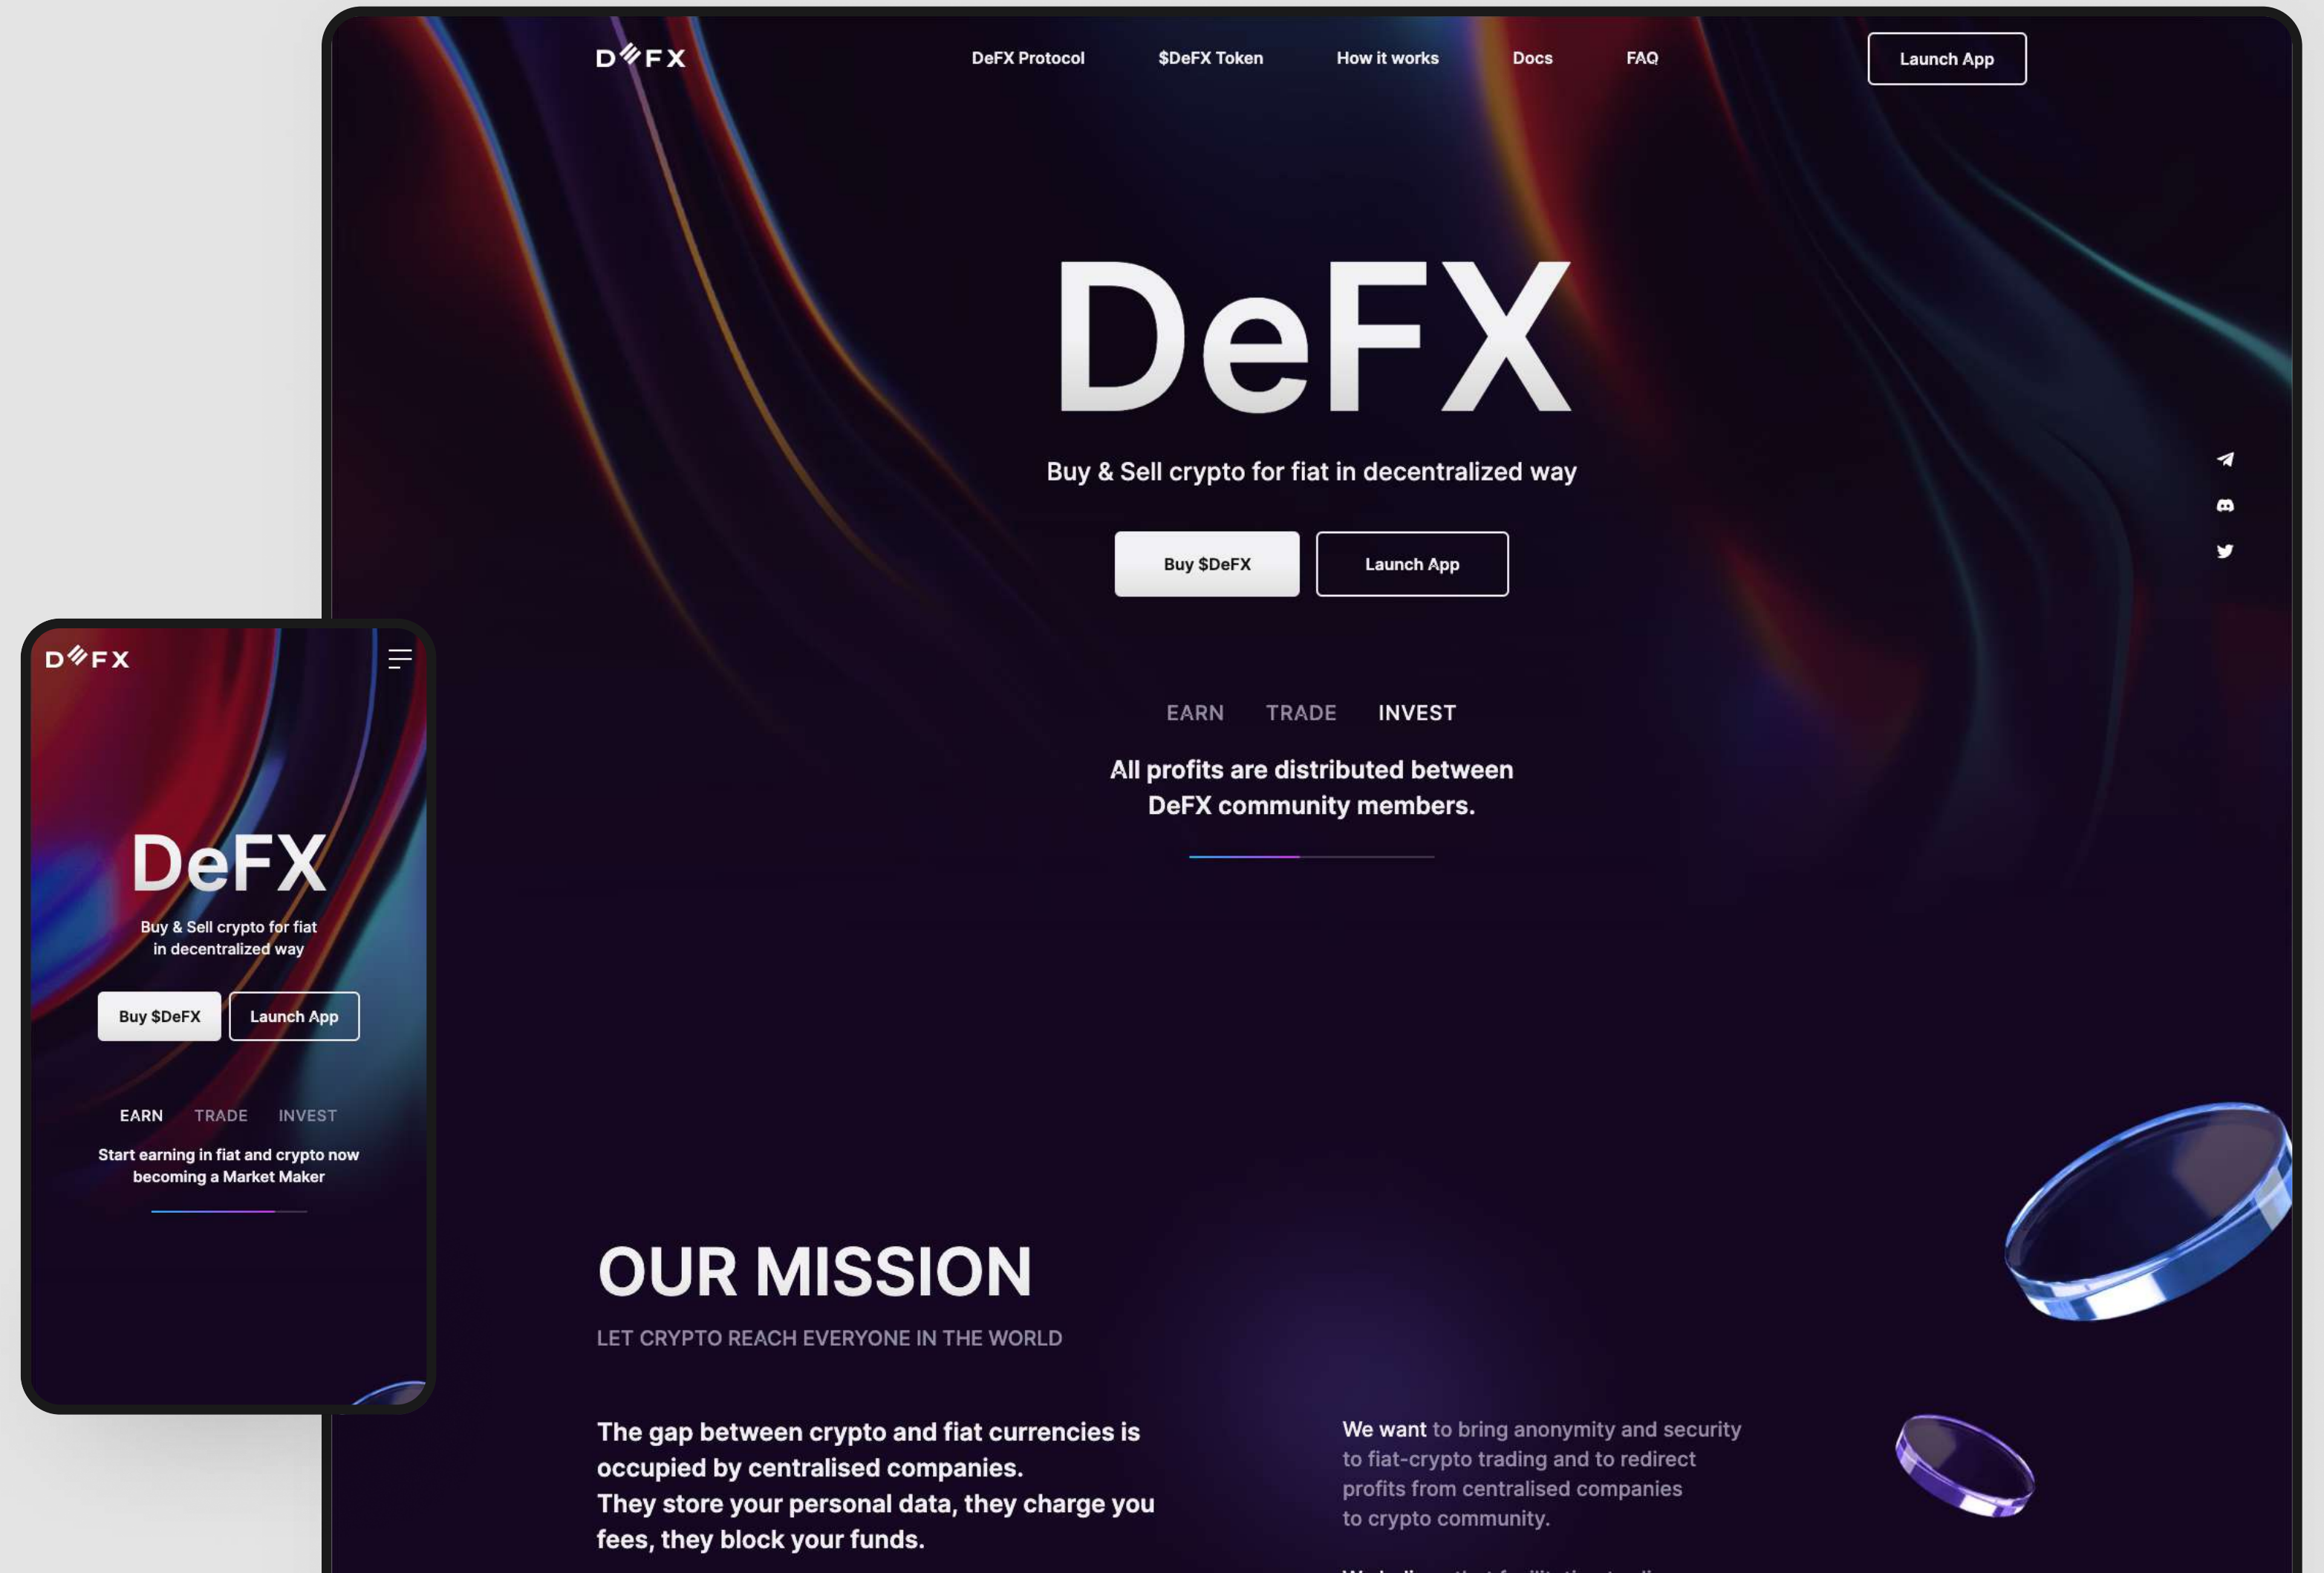 D FX
DeFX Protocol
$DeFX Token
How it works
Docs
FAQ
Launch App
DeFX
Buy & Sell crypto for fiat in decentralized way
Buy $DeFX
Launch App
EARN
TRADE
INVEST
All profits are distributed between
DeFX community members.
OUR MISSION
LET CRYPTO REACH EVERYONE IN THE WORLD
The gap between crypto and fiat currencies is
occupied by centralised companies.
They store your personal data, they charge you
fees, they block your funds.
We want to bring anonymity and security
to fiat-crypto trading and to redirect
profits from centralised companies
to crypto community.
D FX
DeFX
Buy & Sell crypto for fiat
in decentralized way
Buy $DeFX
Launch App
EARN
TRADE
INVEST
Start earning in fiat and crypto now
becoming a Market Maker